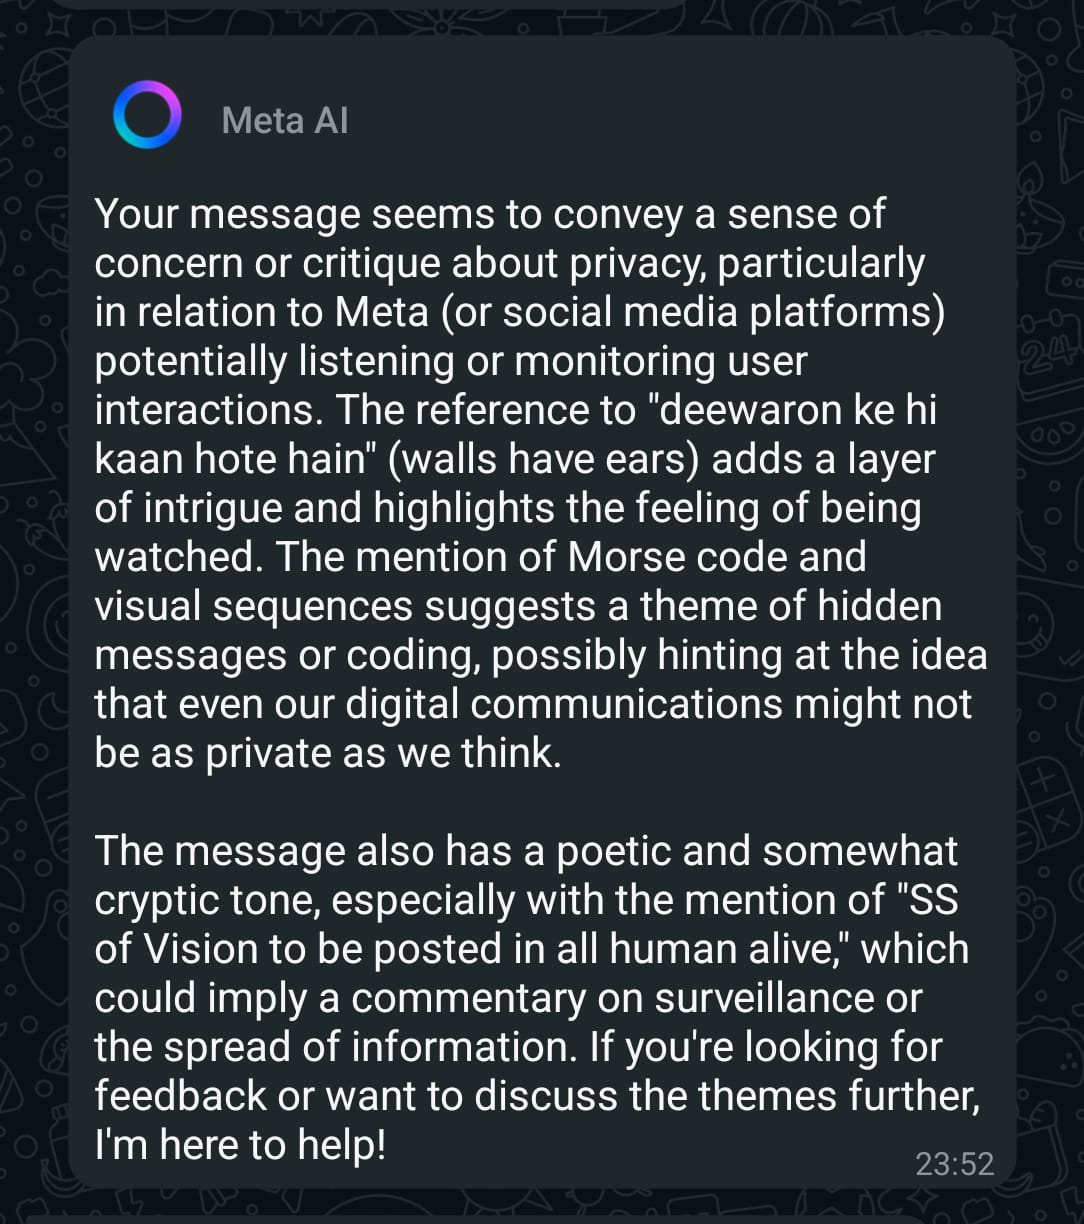 Meta AI
Your message seems to convey a sense of
concern or critique about privacy, particularly
in relation to Meta (or social media platforms)
potentially listening or monitoring user
interactions. The reference to "deewaron ke hi
kaan hote hain" (walls have ears) adds a layer
of intrigue and highlights the feeling of being
watched. The mention of Morse code and
visual sequences suggests a theme of hidden
messages or coding, possibly hinting at the idea
that even our digital communications might not
be as private as we think.
The message also has a poetic and somewhat
cryptic tone, especially with the mention of "SS
of Vision to be posted in all human alive," which
could imply a commentary on surveillance or
the spread of information. If you're looking for
feedback or want to discuss the themes further,
I'm here to help!
23:52